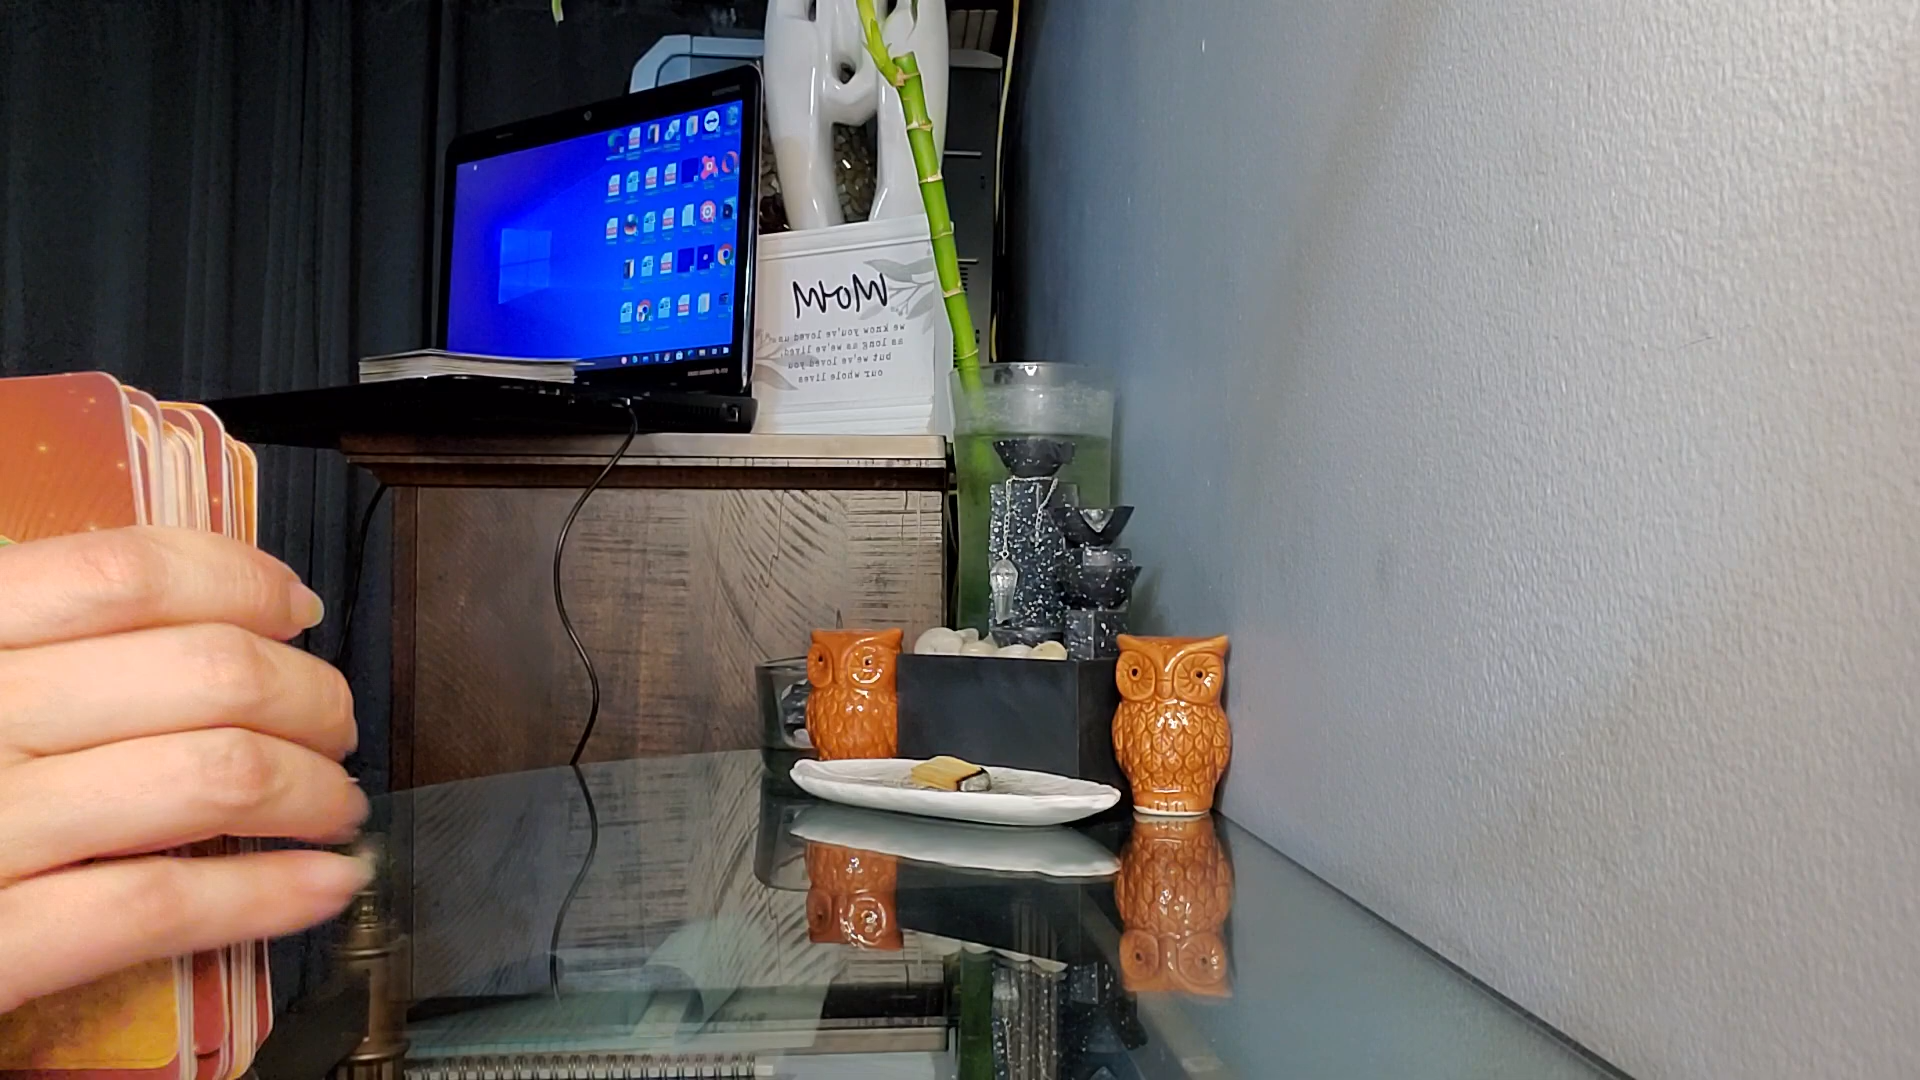 Mom
we know you've loved us
as long as we've lived,
but we've loved you
our whole lives